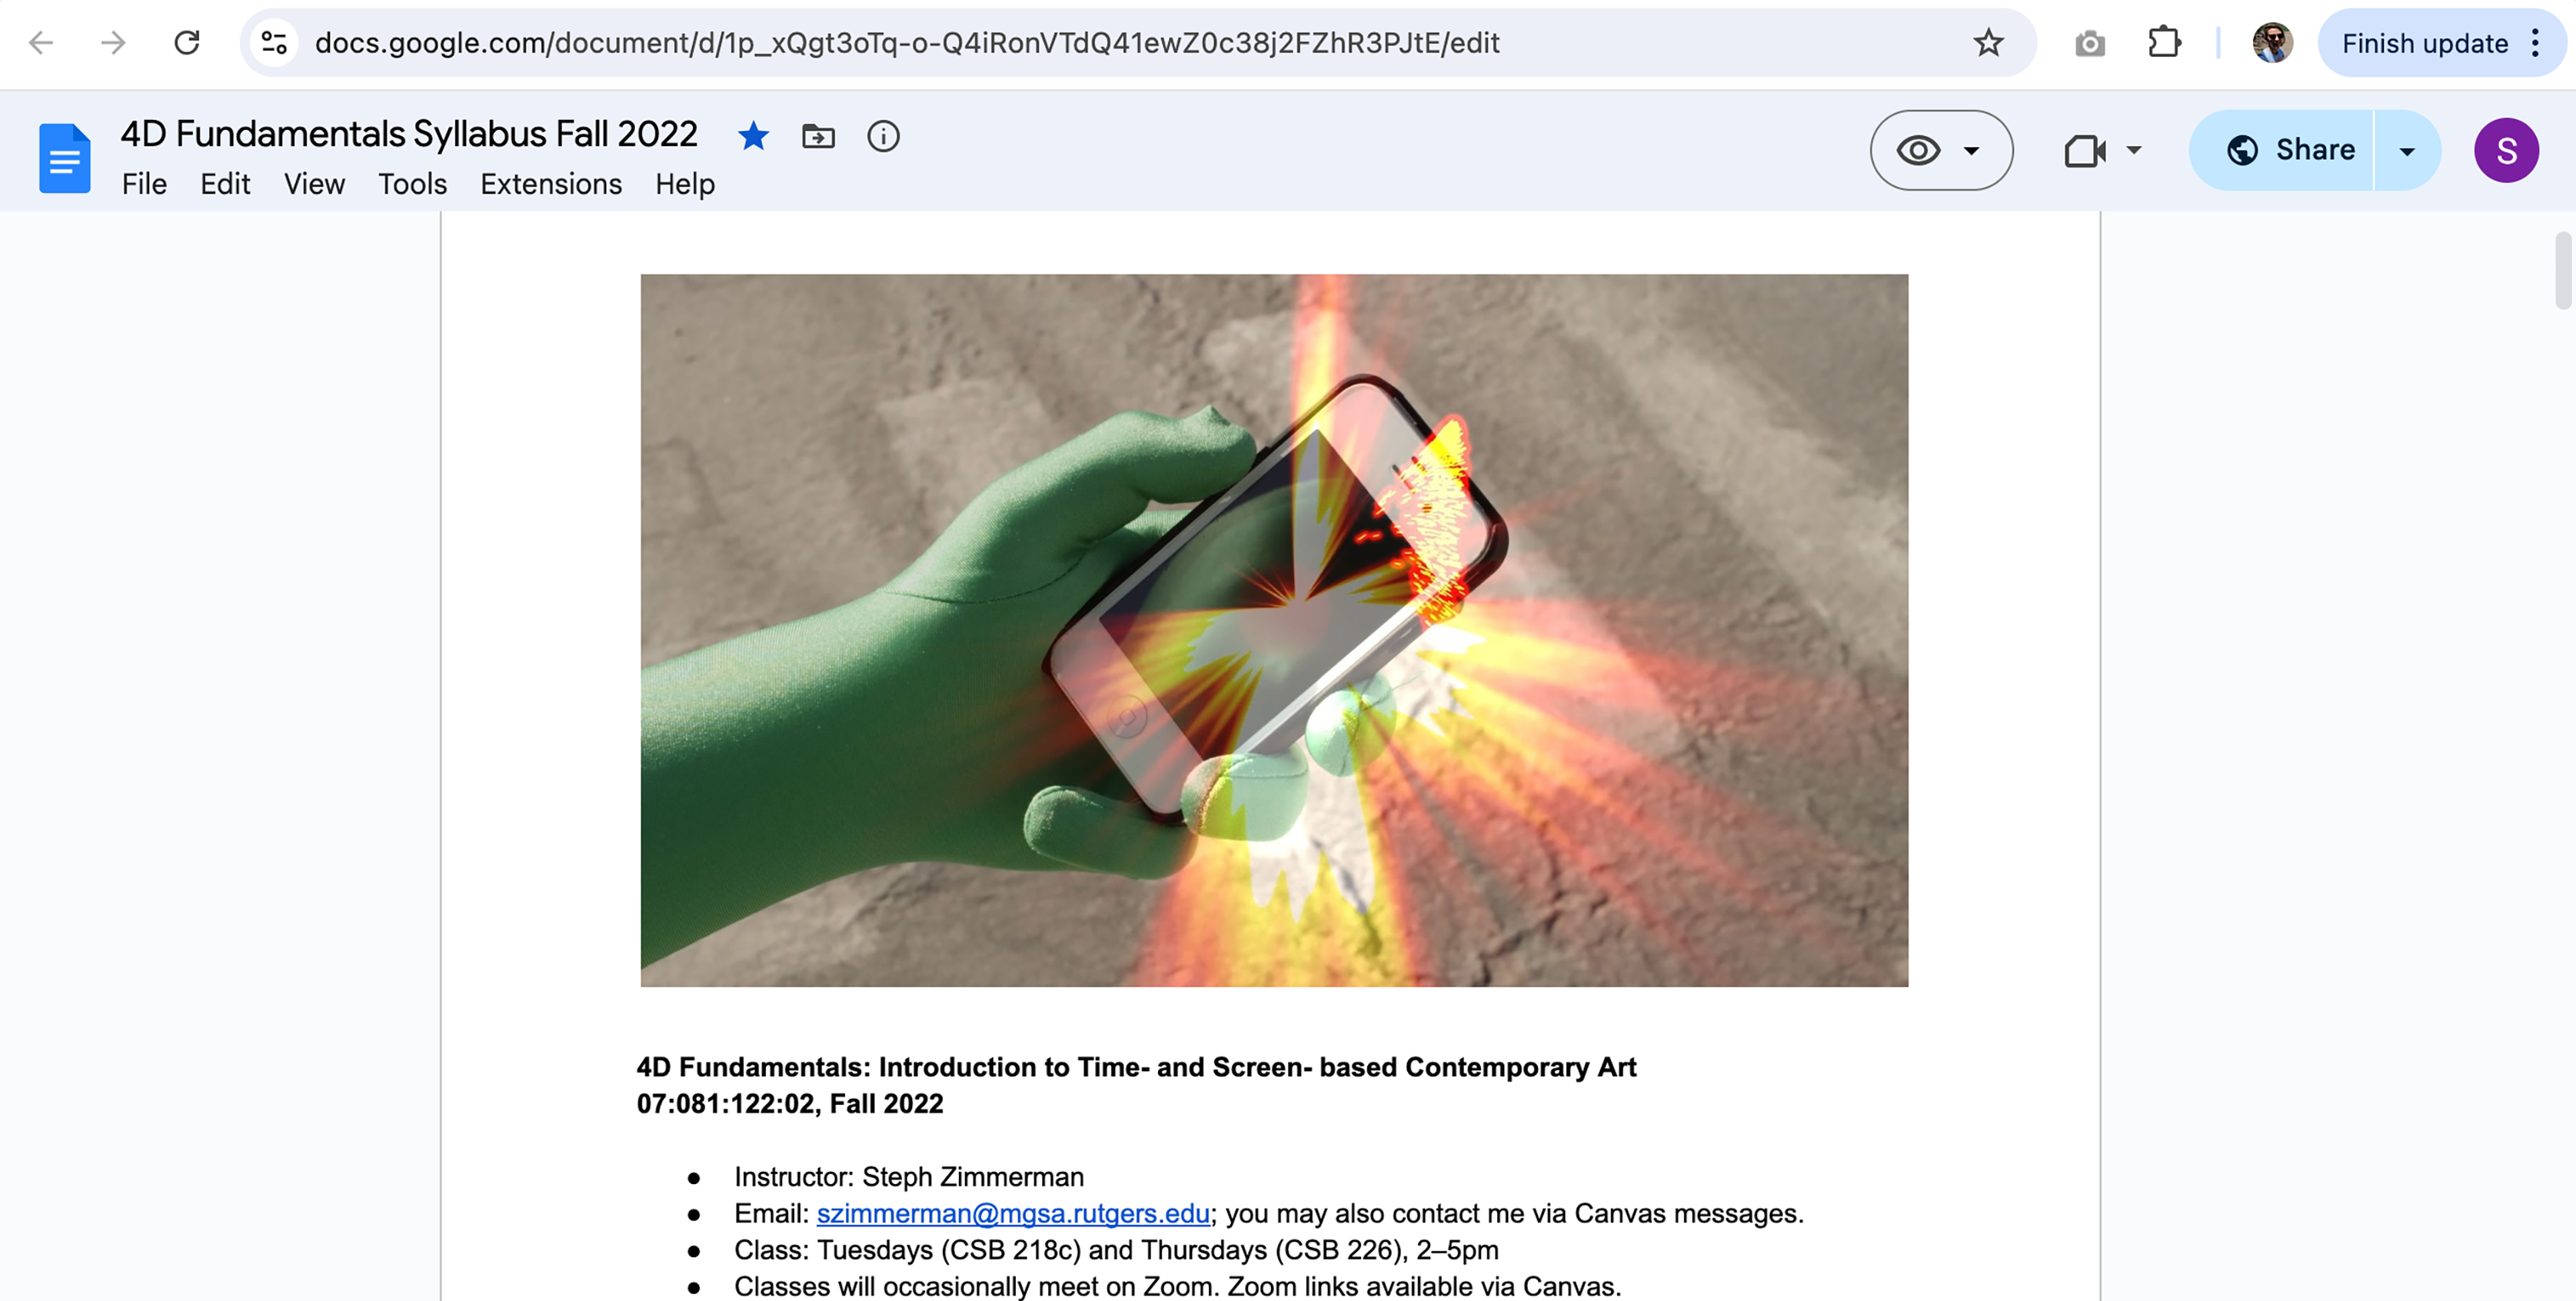 docs.google.com/document/d/1p_xQgt3oTq-o-Q4iRonVTdQ41ewZ0c38j2FZhR3PJtE/edit
Finish update
4D Fundamentals Syllabus Fall 2022
File Edit View Tools Extensions Help
Share
S
4D Fundamentals: Introduction to Time- and Screen- based Contemporary Art
07:081:122:02, Fall 2022
● Instructor: Steph Zimmerman
● Email: szimmerman@mgsa.rutgers.edu; you may also contact me via Canvas messages.
● Class: Tuesdays (CSB 218c) and Thursdays (CSB 226), 2–5pm
● Classes will occasionally meet on Zoom. Zoom links available via Canvas.